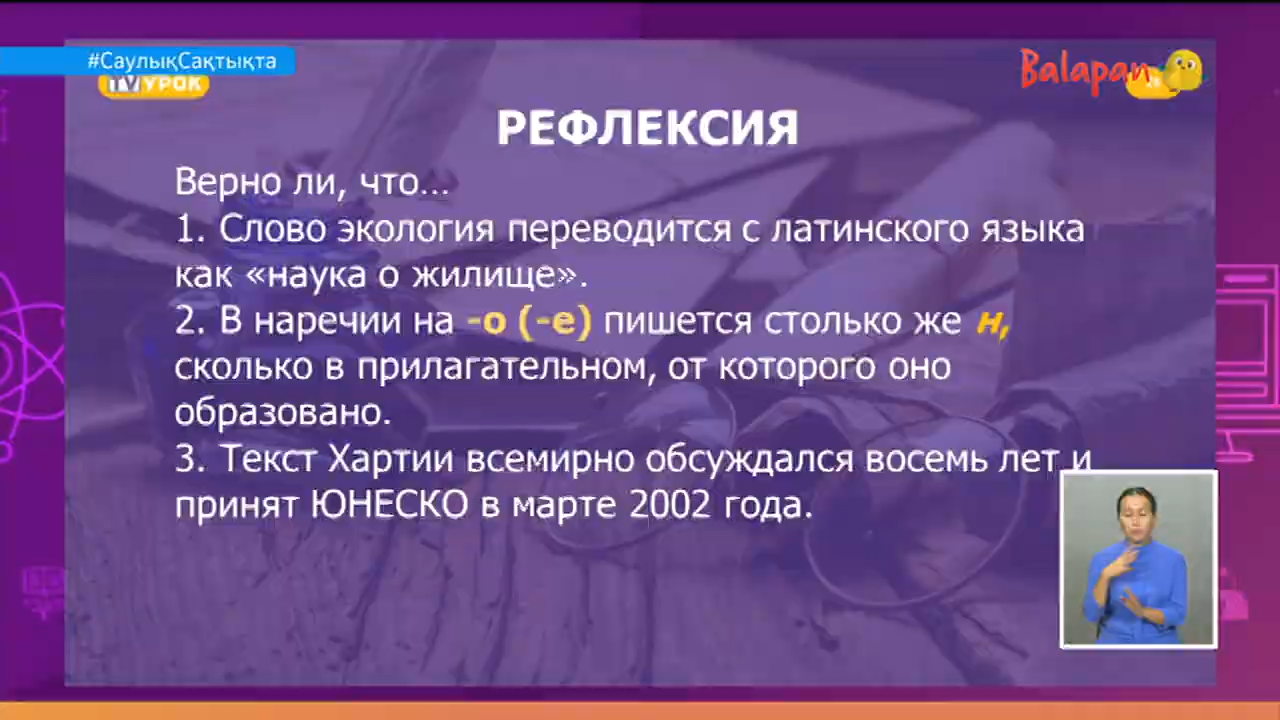 #СаулықСақтықта
TVУРОК
Balapan
РЕФЛЕКСИЯ
Верно ли, что...
1. Слово экология переводится с латинского языка
как «наука о жилище».
2. В наречии на -о (-е) пишется столько же н,
сколько в прилагательном, от которого оно
образовано.
3. Текст Хартии всемирно обсуждался восемь лет и
принят ЮНЕСКО в марте 2002 года.